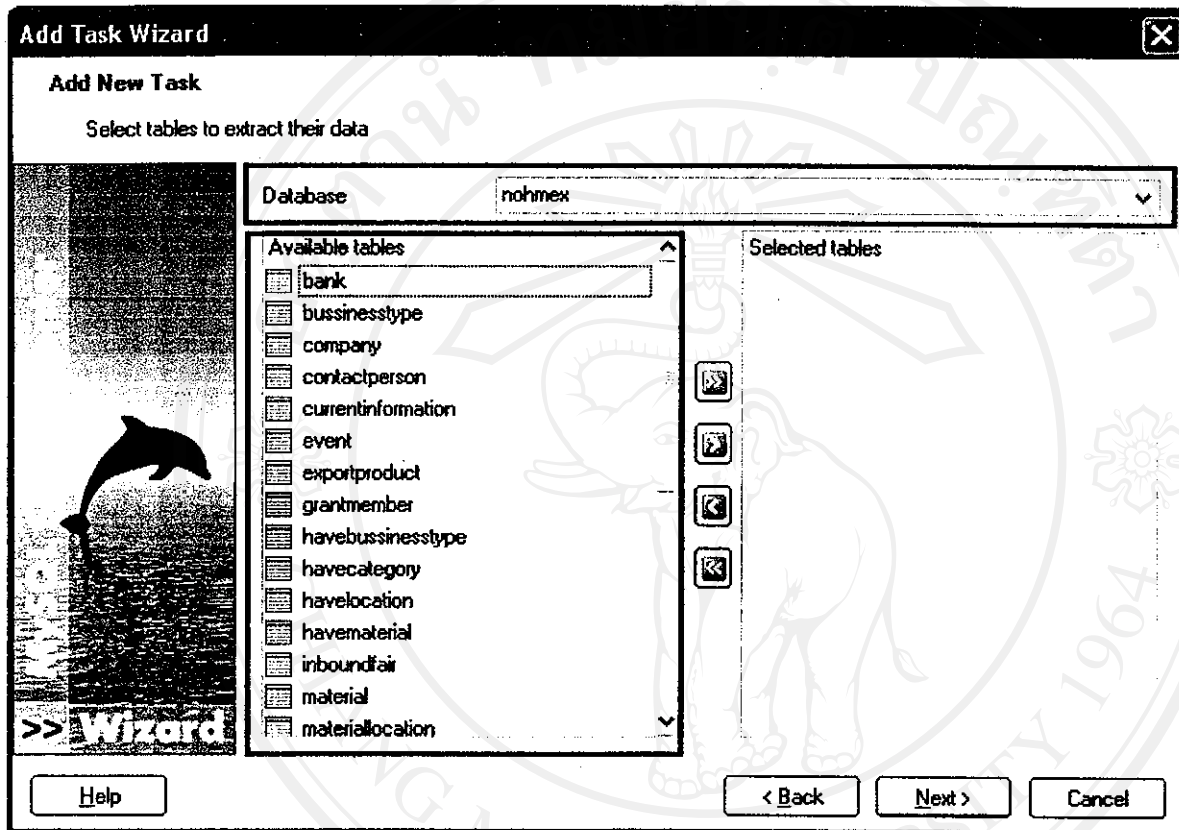 Add Task Wizard
Add New Task
Select tables to extract their data
Database nohmex
Available tables
bank
bussinesstype
company
contactperson
currentinformation
event
exportproduct
grantmember
havebussinesstype
havecategory
havelocation
havematerial
inboundfair
material
materiallocation
Selected tables
>> Wizard
Help
< Back
Next >
Cancel
1964